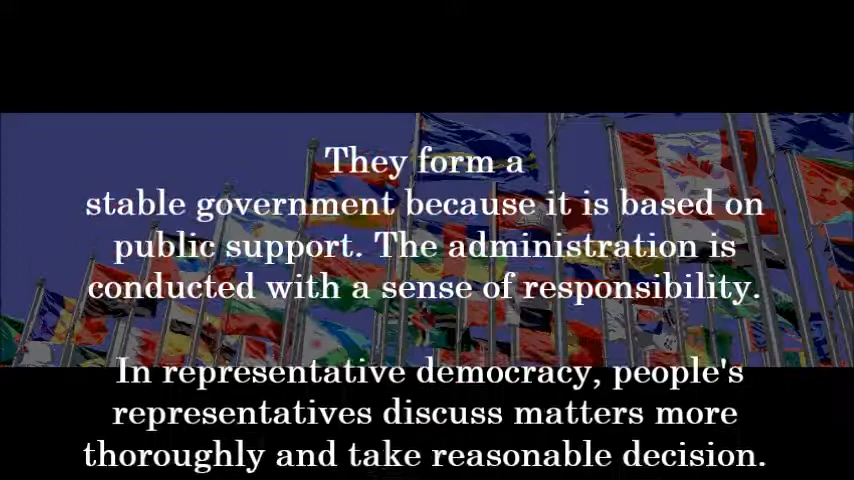 They form a
stable government because it is based on
public support. The administration is
conducted with a sense of responsibility.
In representative democracy, people's
representatives discuss matters more
thoroughly and take reasonable decision.